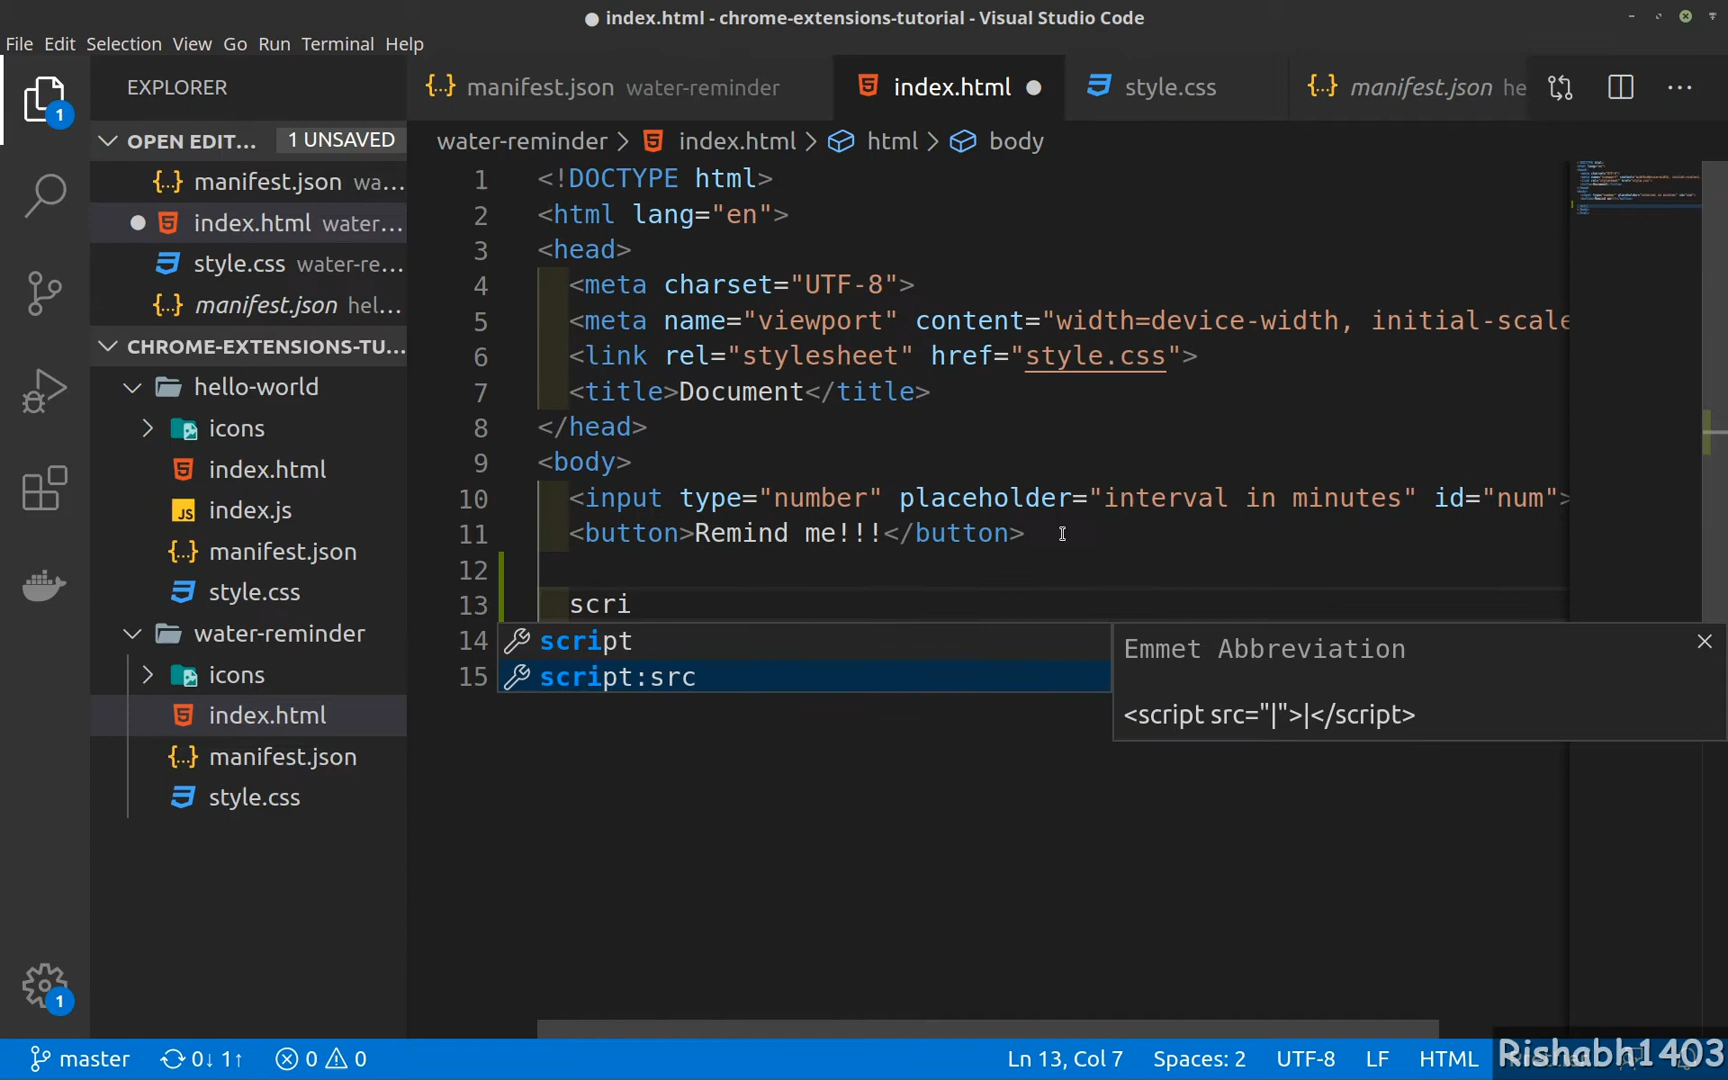 index.html - chrome-extensions-tutorial - Visual Studio Code
File Edit Selection View Go Run Terminal Help
EXPLORER
manifest.json water-reminder
index.html
style.css
manifest.json he
OPEN EDIT... 1 UNSAVED
manifest.json wa...
index.html water...
style.css water-re...
manifest.json hel...
CHROME-EXTENSIONS-TU...
hello-world
icons
index.html
index.js
manifest.json
style.css
water-reminder
icons
index.html
manifest.json
style.css
water-reminder > index.html > html > body
1 <!DOCTYPE html>
2 <html lang="en">
3 <head>
4 <meta charset="UTF-8">
5 <meta name="viewport" content="width=device-width, initial-scale
6 <link rel="stylesheet" href="style.css">
7 <title>Document</title>
8 </head>
9 <body>
10 <input type="number" placeholder="interval in minutes" id="num">
11 <button>Remind me!!!</button>
12
13 scri
14 script
15 script:src
Emmet Abbreviation
<script src="|">|</script>
1
1
master 0↓ 1↑ 0 0
Ln 13, Col 7 Spaces: 2 UTF-8 LF HTML
Rishabh1403